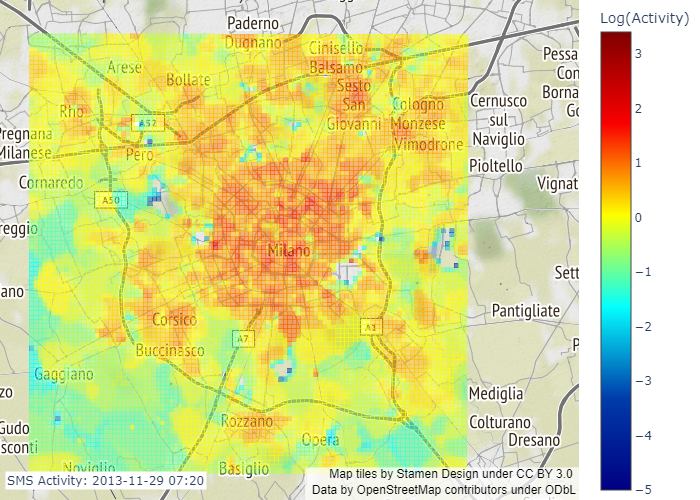 Log(Activity)
3
2
1
0
−1
−2
−3
−4
−5
Paderno
Dugnano
Cinisello
Balsamo
Arese
Bollate
Sesto
San
Giovanni
Cologno
Monzese
Cernusco
sul
Naviglio
Pessa
Con
Borna
Go
Rho
A52
Pregnana
Milanese
Pero
Vimodrone
Pioltello
Cornaredo
Vignat
A50
reggio
Milano
Sett
ano
Pantigliate
Corsico
A7
A1
Buccinasco
P
Gaggiano
zo
Mediglia
Gudo
sconti
Rozzano
Opera
Colturano
Dresano
Noviglio
Basiglio
SMS Activity: 2013-11-29 07:20
Map tiles by Stamen Design under CC BY 3.0
Data by OpenStreetMap contributors under ODbL